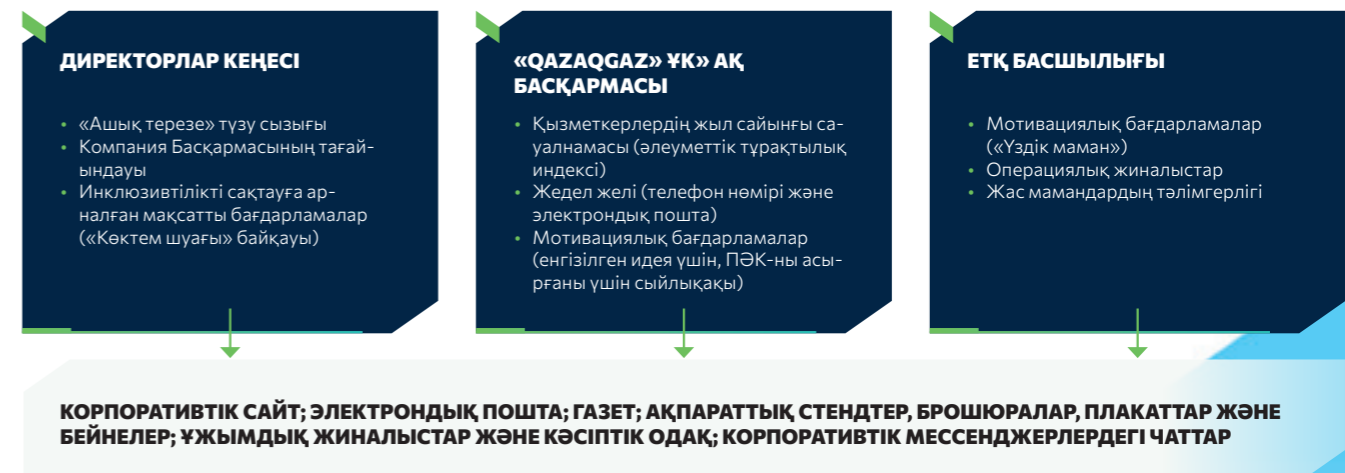 ДИРЕКТОРЛАР КЕҢЕСІ
• «Ашық терезе» түзу сызығы
• Компания Басқармасының тағай-
ындауы
• Инклюзивтілікті сақтауға ар-
налған мақсатты бағдарламалар
(«Көктем шуағы» байқауы)
«QAZAQGAZ» ҰК» АҚ
БАСҚАРМАСЫ
• Қызметкерлердің жыл сайынғы са-
уалнамасы (әлеуметтік тұрақтылық
индексі)
• Жедел желі (телефон нөмірі және
электрондық пошта)
• Мотивациялық бағдарламалар
(енгізілген идея үшін, ПӘК-ны асы-
рғаны үшін сыйлықақы)
ЕТҚ БАСШЫЛЫҒЫ
• Мотивациялық бағдарламалар
(«Үздік маман»)
• Операциялық жиналыстар
• Жас мамандардың тәлімгерлігі
КОРПОРАТИВТІК САЙТ; ЭЛЕКТРОНДЫҚ ПОШТА; ГАЗЕТ; АҚПАРАТТЫҚ СТЕНДТЕР, БРОШЮРАЛАР, ПЛАКАТТАР ЖӘНЕ
БЕЙНЕЛЕР; ҰЖЫМДЫҚ ЖИНАЛЫСТАР ЖӘНЕ КӘСІПТІК ОДАҚ; КОРПОРАТИВТІК МЕССЕНДЖЕРЛЕРДЕГІ ЧАТТАР